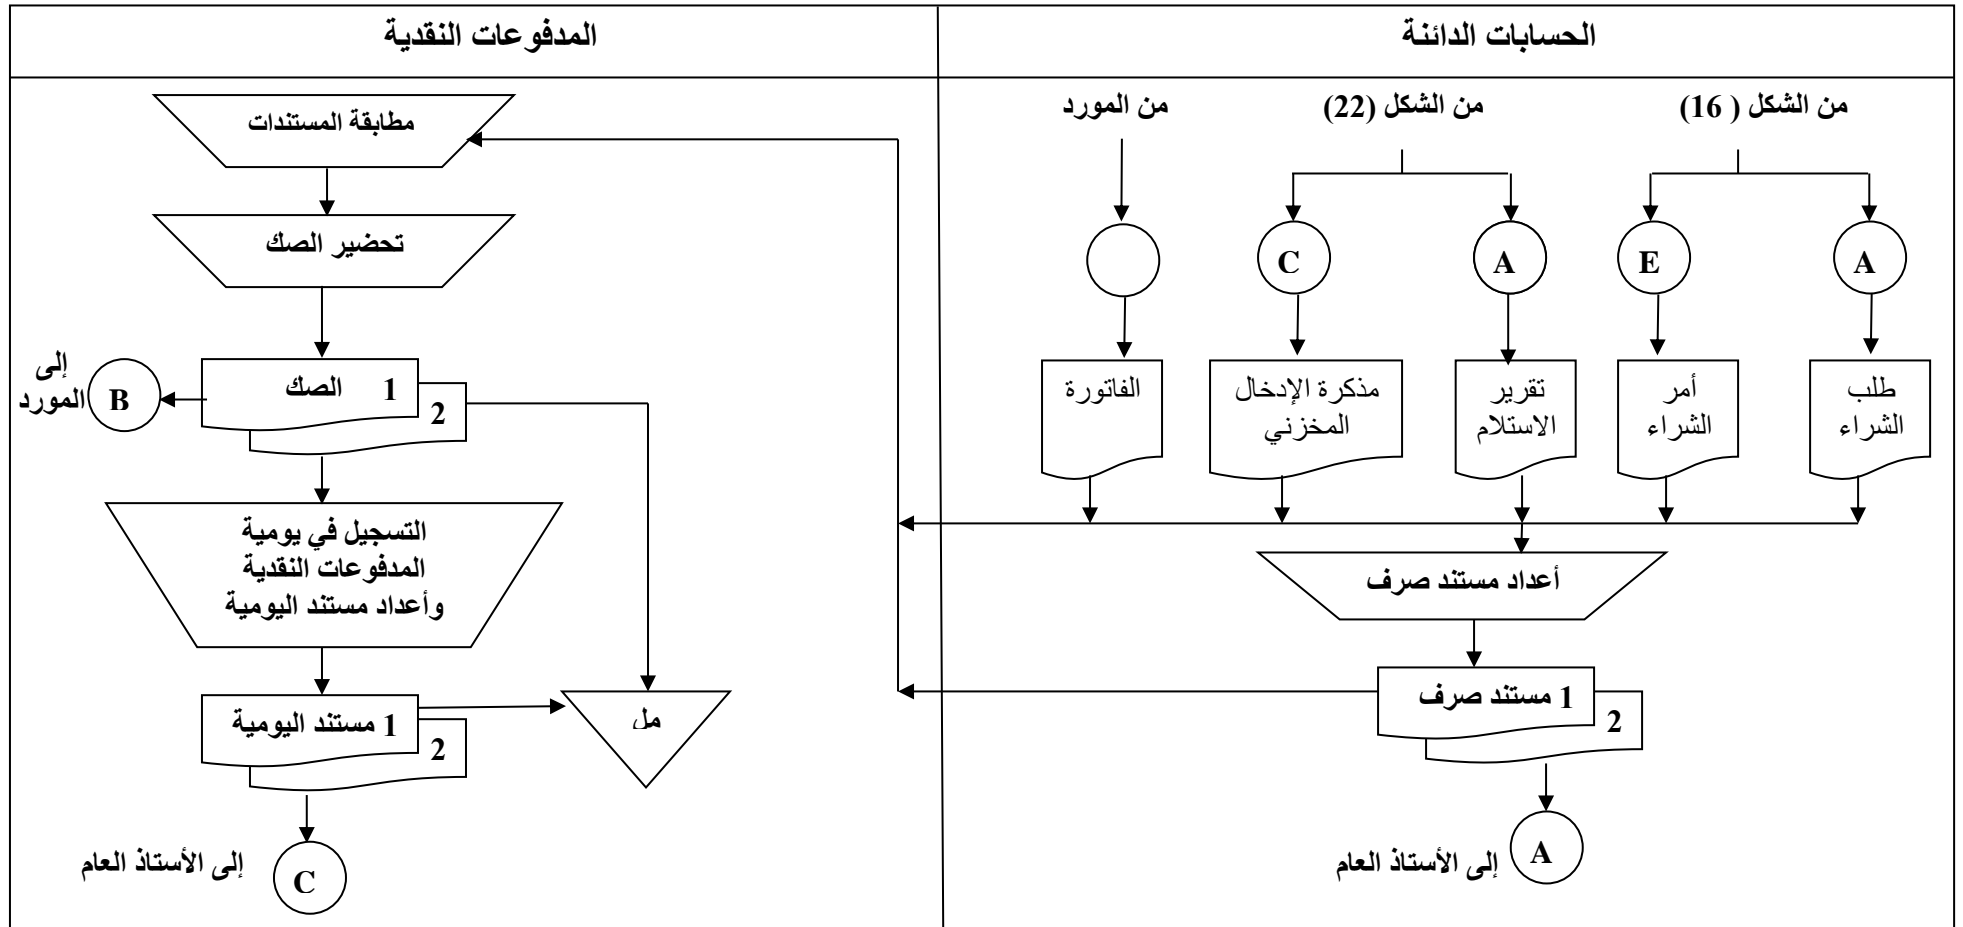 الحسابات الدائنة
المدفوعات النقدية
من الشكل ( 16)
من الشكل (22)
من المورد
A
E
A
C
طلب
الشراء
أمر
الشراء
تقرير
الاستلام
مذكرة الإدخال
المخزني
الفاتورة
أعداد مستند صرف
1 مستند صرف
2
A
إلى الأستاذ العام
مطابقة المستندات
تحضير الصك
1 الصك
2
B
إلى
المورد
التسجيل في يومية
المدفوعات النقدية
وأعداد مستند اليومية
1 مستند اليومية
2
مل
C
إلى الأستاذ العام